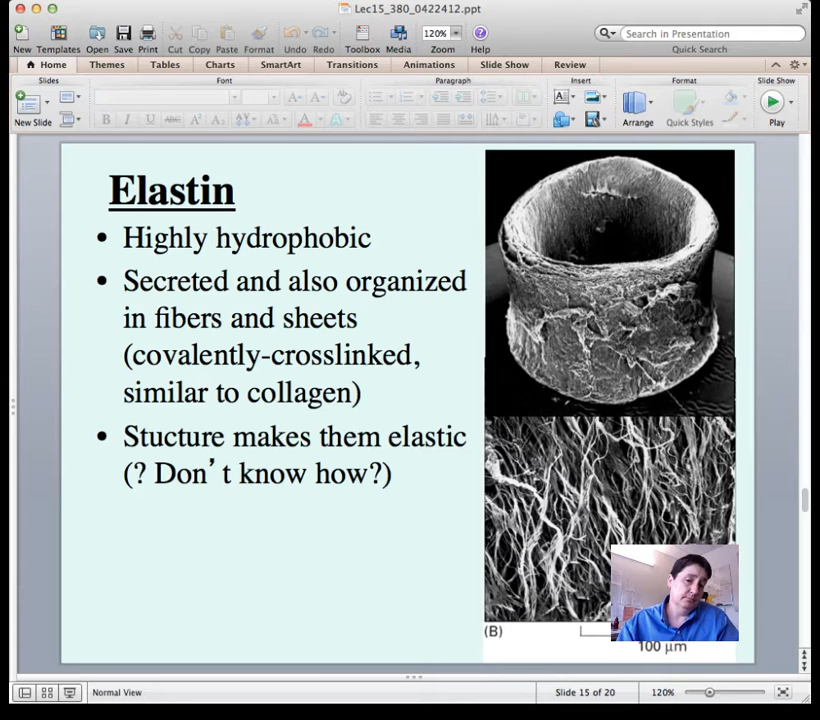 Lec15_380_0422412.ppt
120%
New Templates Open Save Print Cut Copy Paste Format Undo Redo Toolbox Media Zoom Help
Search in Presentation
Quick Search
Home Themes Tables Charts SmartArt Transitions Animations Slide Show Review
Slides Font Paragraph Insert Format Slide Show
New Slide Arrange Quick Styles Play
Elastin
• Highly hydrophobic
• Secreted and also organized
in fibers and sheets
(covalently-crosslinked,
similar to collagen)
• Stucture makes them elastic
(? Don't know how?)
(B)
100 µm
Normal View Slide 15 of 20 120%